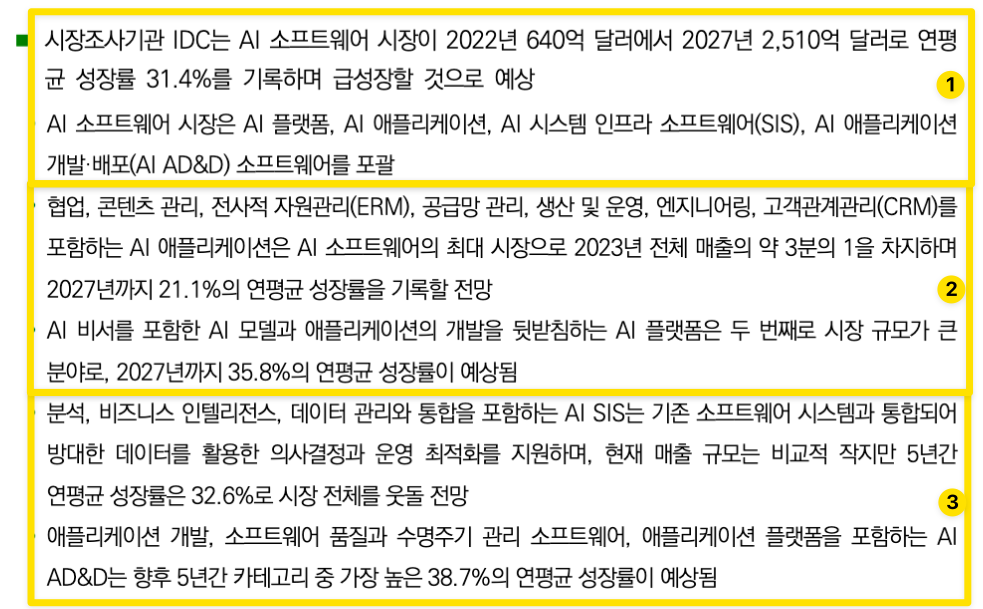 시장조사기관 IDC는 AI 소프트웨어 시장이 2022년 640억 달러에서 2027년 2,510억 달러로 연평
균 성장률 31.4%를 기록하며 급성장할 것으로 예상
1
AI 소프트웨어 시장은 AI 플랫폼, AI 애플리케이션, AI 시스템 인프라 소프트웨어(SIS), AI 애플리케이션
개발·배포(AI AD&D) 소프트웨어를 포괄
협업, 콘텐츠 관리, 전사적 자원관리(ERM), 공급망 관리, 생산 및 운영, 엔지니어링, 고객관계관리(CRM)를
포함하는 AI 애플리케이션은 AI 소프트웨어의 최대 시장으로 2023년 전체 매출의 약 3분의 1을 차지하며
2027년까지 21.1%의 연평균 성장률을 기록할 전망
2
AI 비서를 포함한 AI 모델과 애플리케이션의 개발을 뒷받침하는 AI 플랫폼은 두 번째로 시장 규모가 큰
분야로, 2027년까지 35.8%의 연평균 성장률이 예상됨
분석, 비즈니스 인텔리전스, 데이터 관리와 통합을 포함하는 AI SIS는 기존 소프트웨어 시스템과 통합되어
방대한 데이터를 활용한 의사결정과 운영 최적화를 지원하며, 현재 매출 규모는 비교적 작지만 5년간
연평균 성장률은 32.6%로 시장 전체를 웃돌 전망
3
애플리케이션 개발, 소프트웨어 품질과 수명주기 관리 소프트웨어, 애플리케이션 플랫폼을 포함하는 AI
AD&D는 향후 5년간 카테고리 중 가장 높은 38.7%의 연평균 성장률이 예상됨